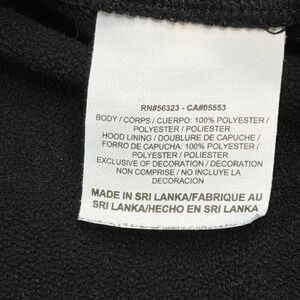 RN#56323 - CA#05553
BODY / CORPS / CUERPO: 100% POLYESTER /
POLYESTER / POLIESTER
HOOD LINING / DOUBLURE DE CAPUCHE /
FORRO DE CAPUCHA: 100% POLYESTER /
POLYESTER / POLIESTER
EXCLUSIVE OF DECORATION / DECORATION
NON COMPRISE / NO INCLUYE LA
DECORACION
MADE IN SRI LANKA/FABRIQUE AU
SRI LANKA/HECHO EN SRI LANKA